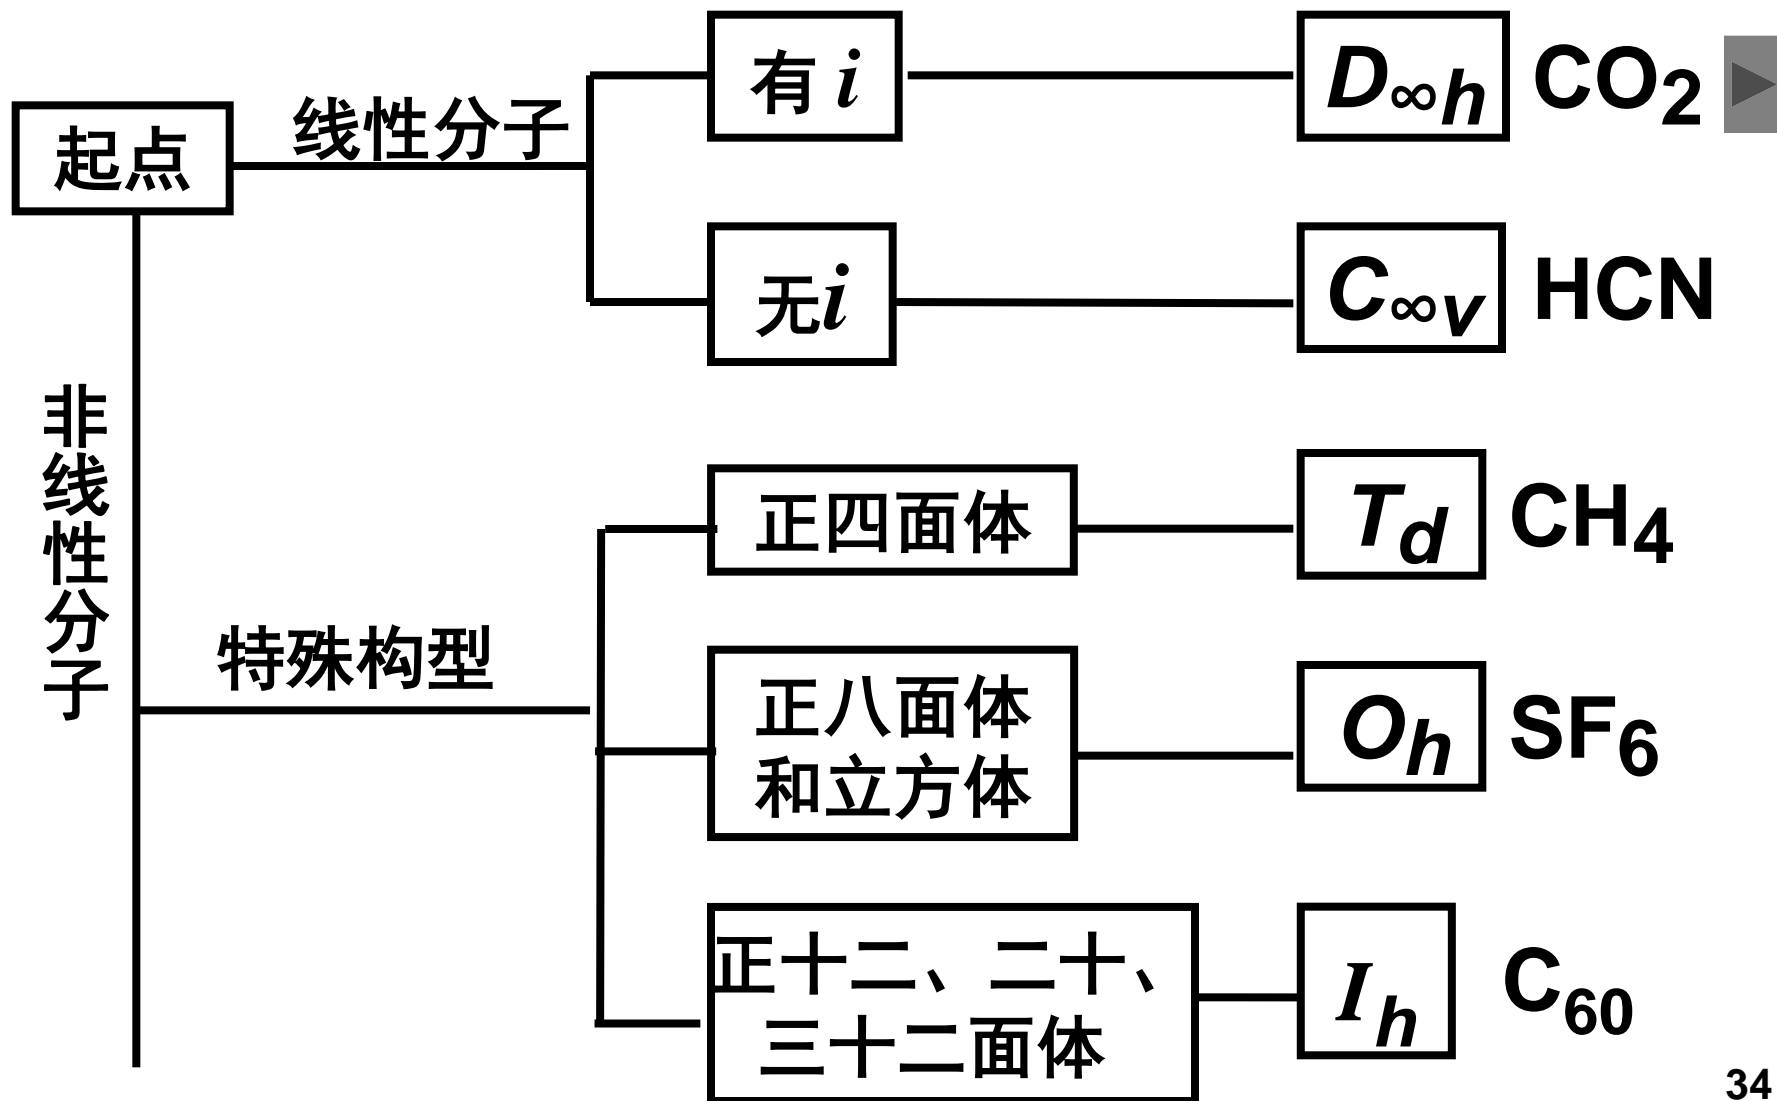 起点
线性分子
有 i
D∞h
CO2
无i
C∞v
HCN
非线性分子
特殊构型
正四面体
Td
CH4
正八面体
和立方体
Oh
SF6
正十二、二十、
三十二面体
Ih
C60
34